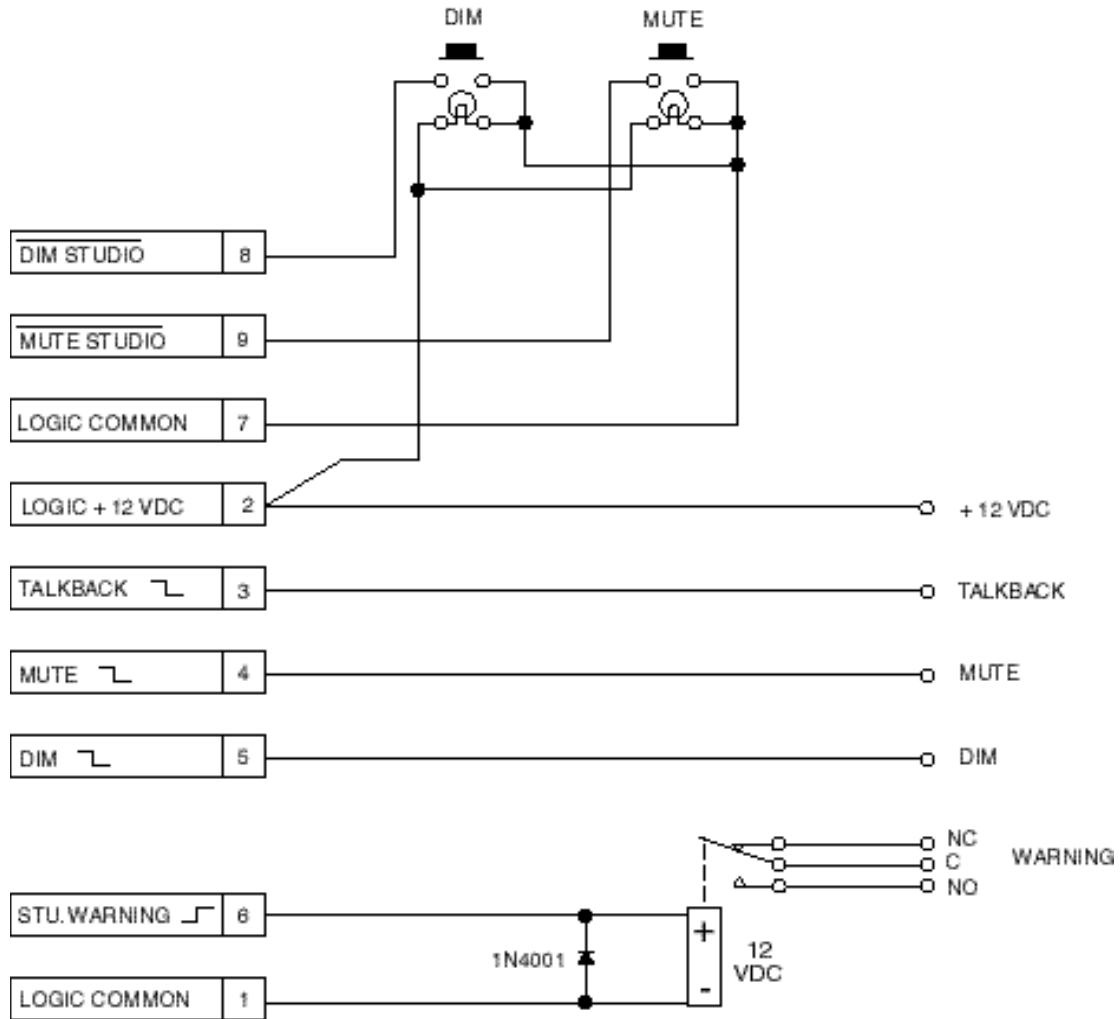 DIM MUTE
DIM STUDIO 8
MUTE STUDIO 9
LOGIC COMMON 7
LOGIC + 12 VDC 2 + 12 VDC
TALKBACK 3 TALKBACK
MUTE 4 MUTE
DIM 5 DIM
NC
C WARNING
NO
STU. WARNING 6
+
1N4001 12
VDC
-
LOGIC COMMON 1